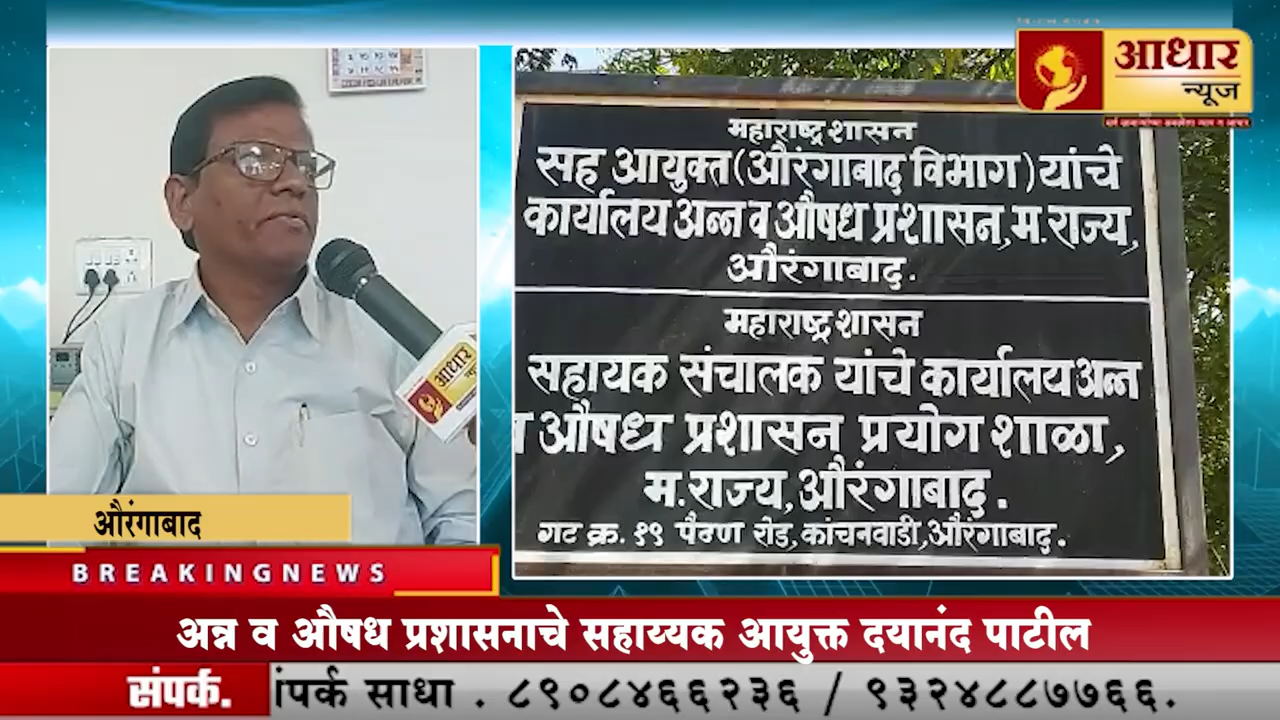 आधार
न्यूज
महाराष्ट्र शासन
सह आयुक्त (औरंगाबाद विभाग) यांचे
कार्यालय अन्न व औषध प्रशासन, म. राज्य,
औरंगाबाद.
महाराष्ट्र शासन
सहायक संचालक यांचे कार्यालय अन्न
व औषध प्रशासन प्रयोग शाळा,
म. राज्य, औरंगाबाद.
गट क्र. १९ पैठण रोड, कांचनवाडी, औरंगाबाद.
आधार
औरंगाबाद
BREAKINGNEWS
अन्न व औषध प्रशासनाचे सहाय्यक आयुक्त दयानंद पाटील
संपर्क. संपर्क साधा . ८९०८४६६२३६ / ९३२४८८७७६६.